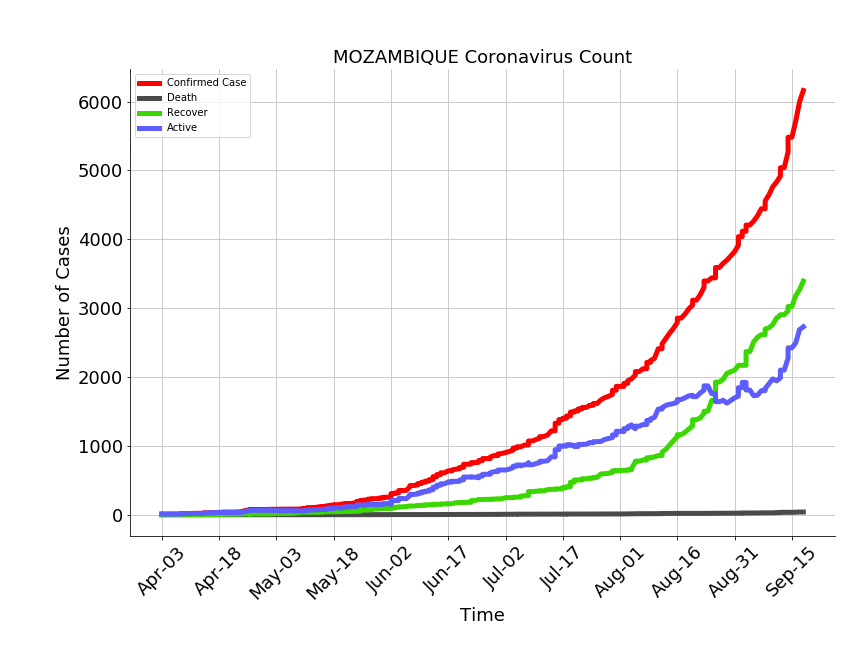 MOZAMBIQUE Coronavirus Count
Confirmed Case
Death
Recover
Active
Number of Cases
6000
5000
4000
3000
2000
1000
0
Apr-03
Apr-18
May-03
May-18
Jun-02
Jun-17
Jul-02
Jul-17
Aug-01
Aug-16
Aug-31
Sep-15
Time